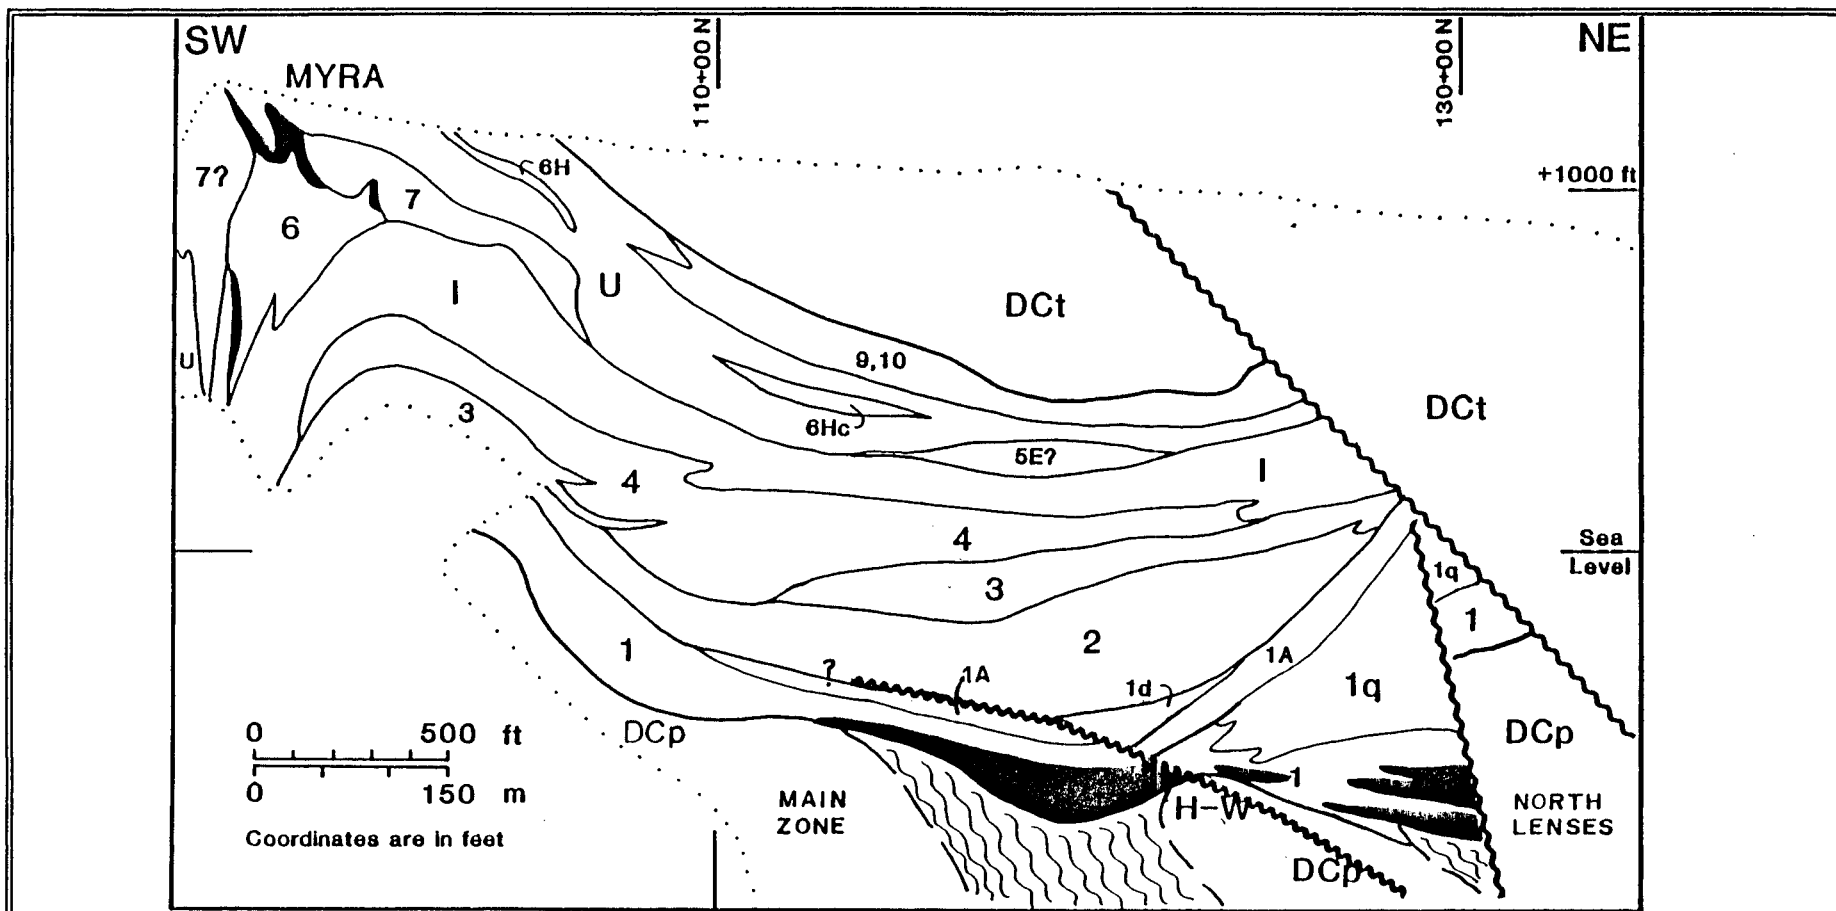 SW
NE
MYRA
110+00 N
130+00 N
+1000 ft
7?
6H
7
6
U
I
DCt
U
9,10
DCt
3
6Hc
5E?
I
4
4
Sea
Level
3
1q
1
1
2
?
1A
1A
1d
1q
DCp
DCp
0 500 ft
0 150 m
Coordinates are in feet
MAIN
ZONE
1
H-W
NORTH
LENSES
DCp